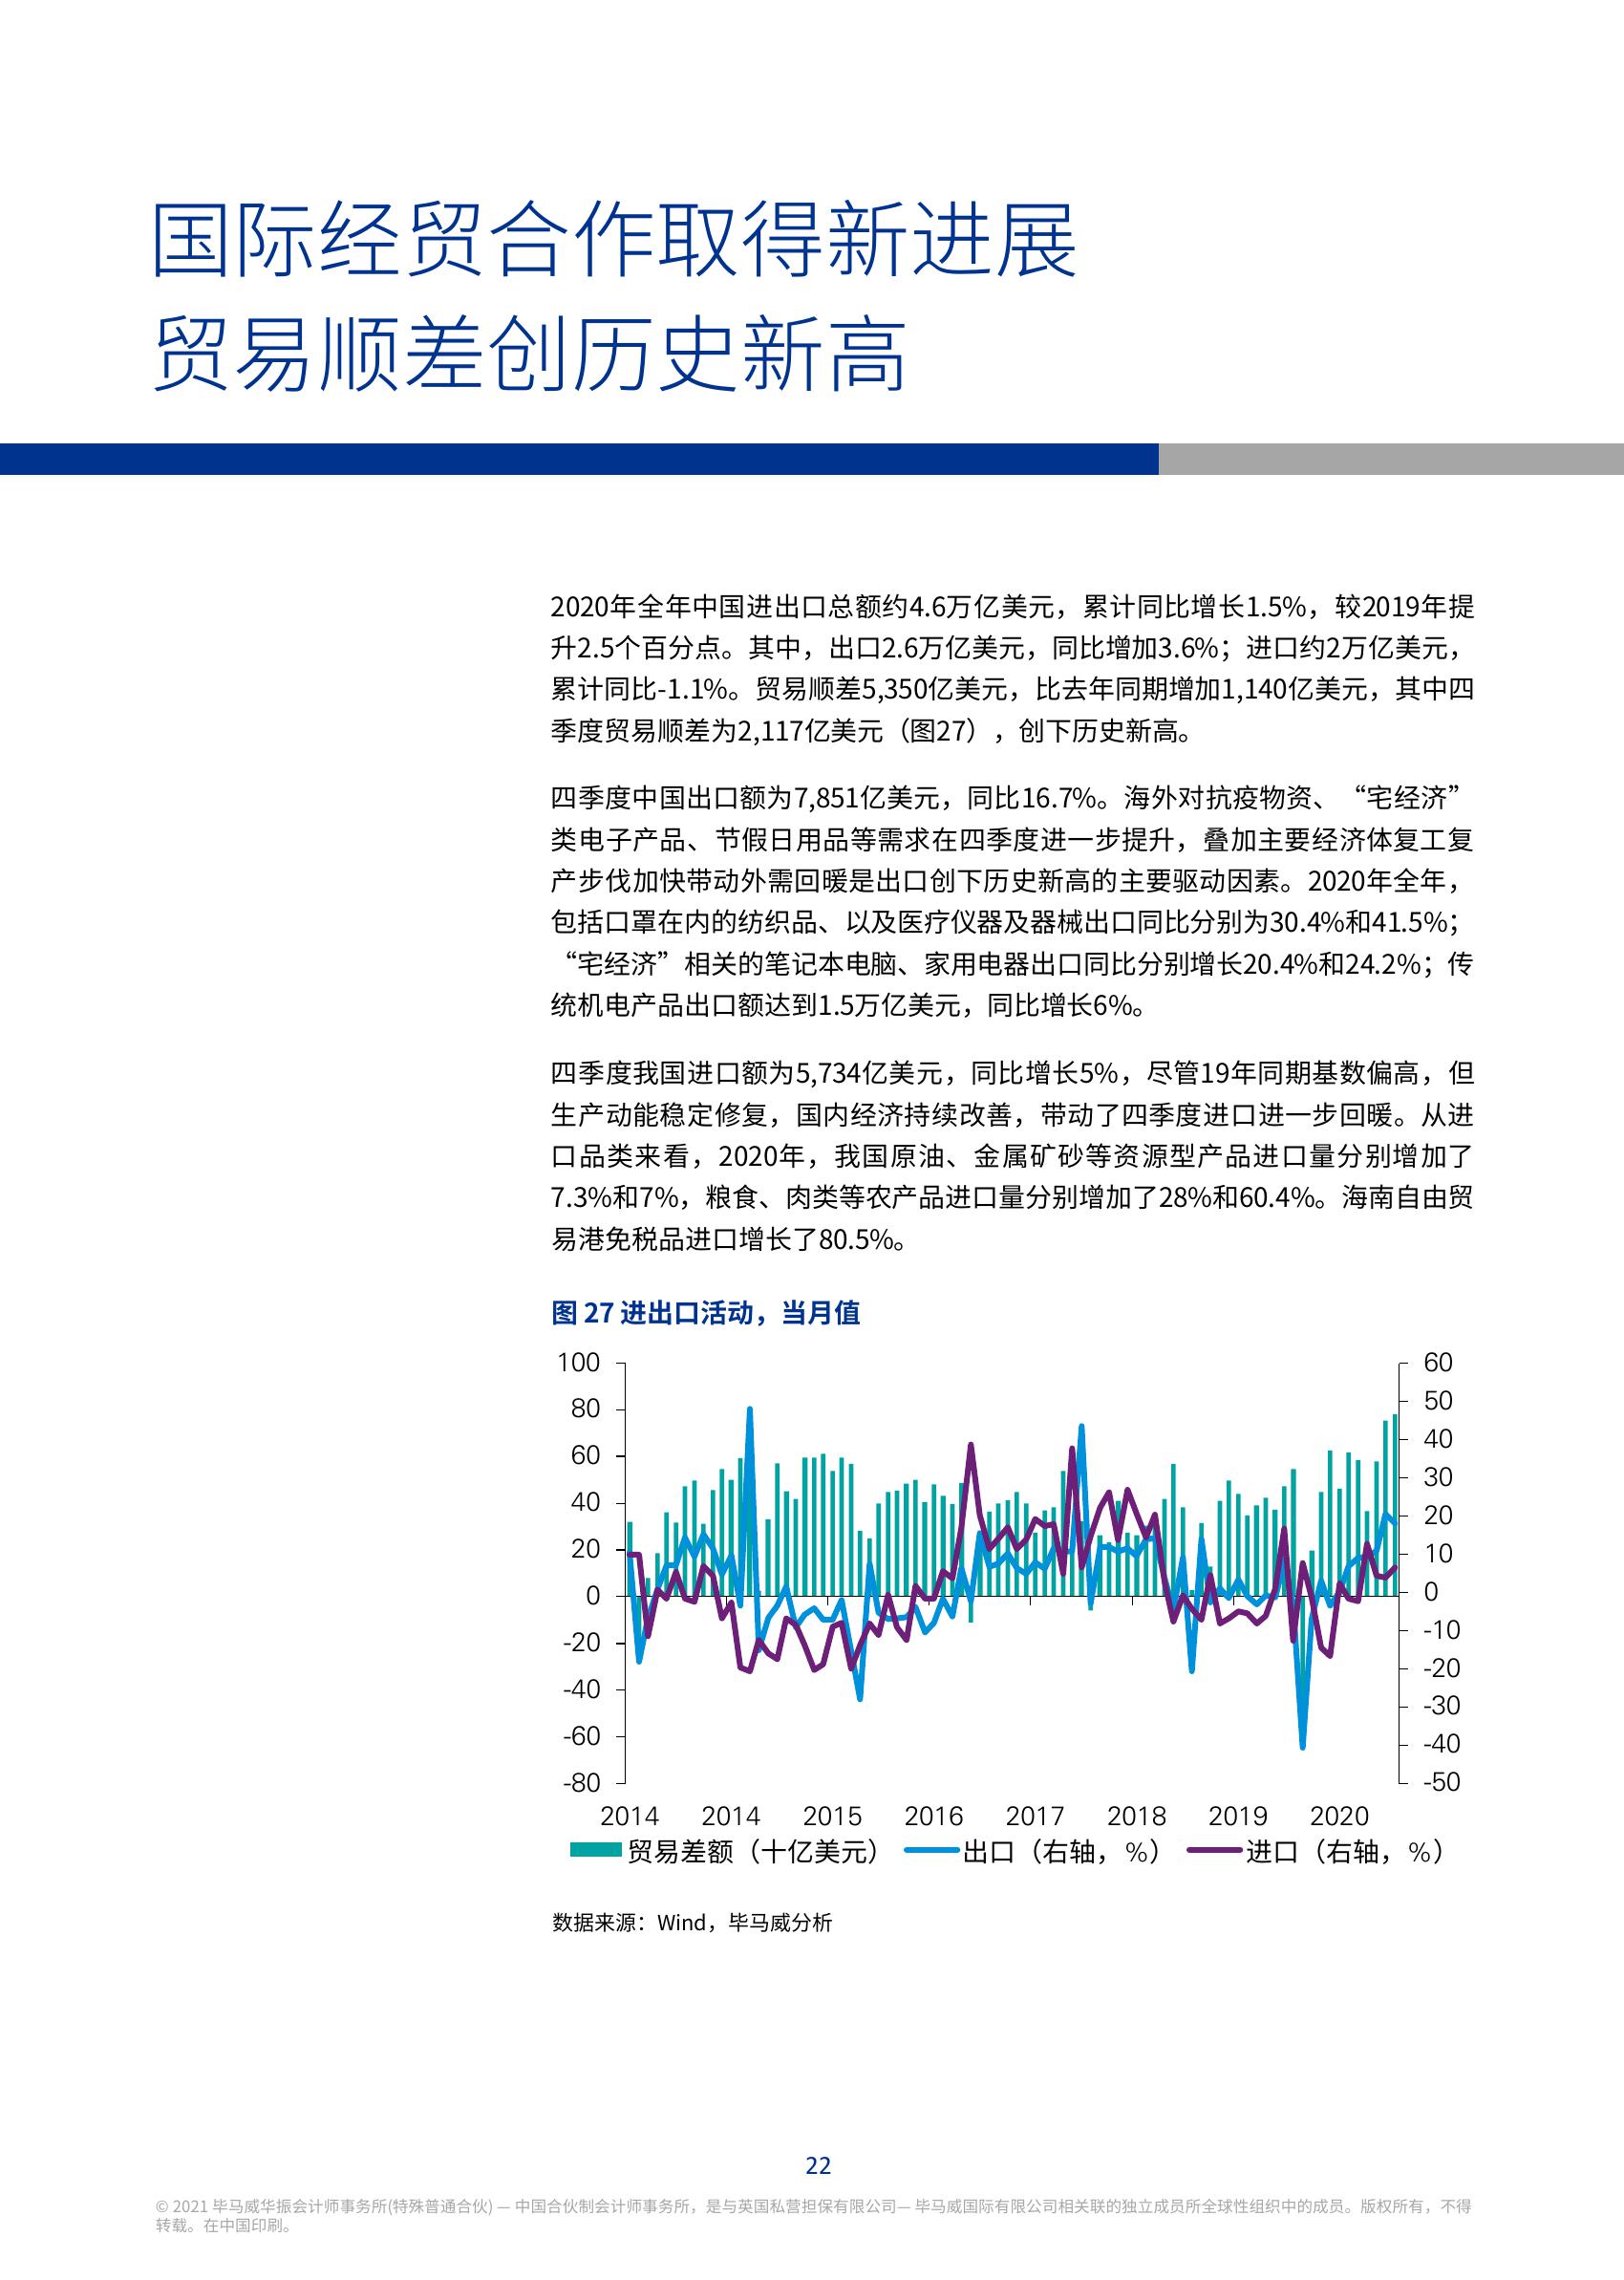 国际经贸合作取得新进展
贸易顺差创历史新高
2020年全年中国进出口总额约4.6万亿美元，累计同比增长1.5%，较2019年提
升2.5个百分点。其中，出口2.6万亿美元，同比增加3.6%；进口约2万亿美元，
累计同比-1.1%。贸易顺差5,350亿美元，比去年同期增加1,140亿美元，其中四
季度贸易顺差为2,117亿美元（图27），创下历史新高。
四季度中国出口额为7,851亿美元，同比16.7%。海外对抗疫物资、“宅经济”
类电子产品、节假日用品等需求在四季度进一步提升，叠加主要经济体复工复
产步伐加快带动外需回暖是出口创下历史新高的主要驱动因素。2020年全年，
包括口罩在内的纺织品、以及医疗仪器及器械出口同比分别为30.4%和41.5%；
“宅经济”相关的笔记本电脑、家用电器出口同比分别增长20.4%和24.2%；传
统机电产品出口额达到1.5万亿美元，同比增长6%。
四季度我国进口额为5,734亿美元，同比增长5%，尽管19年同期基数偏高，但
生产动能稳定修复，国内经济持续改善，带动了四季度进口进一步回暖。从进
口品类来看，2020年，我国原油、金属矿砂等资源型产品进口量分别增加了
7.3%和7%，粮食、肉类等农产品进口量分别增加了28%和60.4%。海南自由贸
易港免税品进口增长了80.5%。
图 27 进出口活动，当月值
100 60
80 50
60 40
40 30
20 20
0 10
-20 0
-40 -10
-60 -20
-80 -30
-40
-50
2014 2014 2015 2016 2017 2018 2019 2020
贸易差额（十亿美元） 出口（右轴，%） 进口（右轴，%）
数据来源：Wind，毕马威分析
22
© 2021 毕马威华振会计师事务所(特殊普通合伙) — 中国合伙制会计师事务所，是与英国私营担保有限公司— 毕马威国际有限公司相关联的独立成员所全球性组织中的成员。版权所有，不得
转载。在中国印刷。